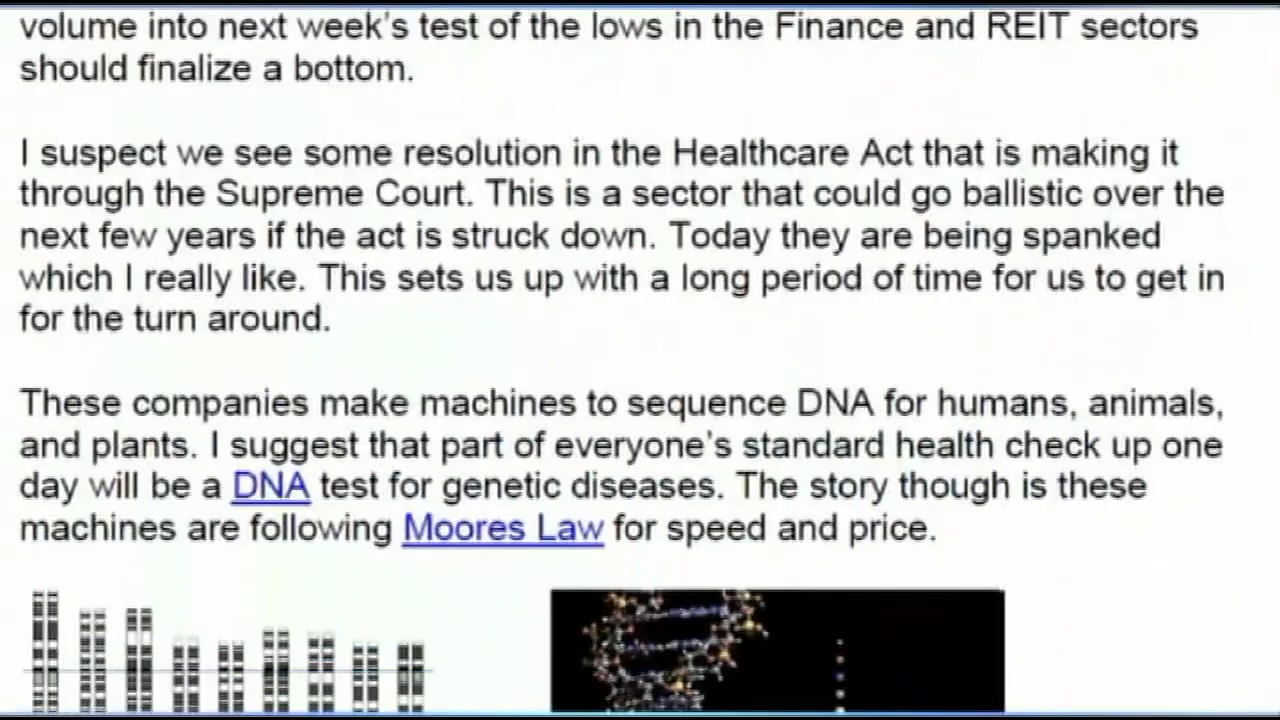 volume into next week's test of the lows in the Finance and REIT sectors
should finalize a bottom.
I suspect we see some resolution in the Healthcare Act that is making it
through the Supreme Court. This is a sector that could go ballistic over the
next few years if the act is struck down. Today they are being spanked
which I really like. This sets us up with a long period of time for us to get in
for the turn around.
These companies make machines to sequence DNA for humans, animals,
and plants. I suggest that part of everyone's standard health check up one
day will be a DNA test for genetic diseases. The story though is these
machines are following Moores Law for speed and price.